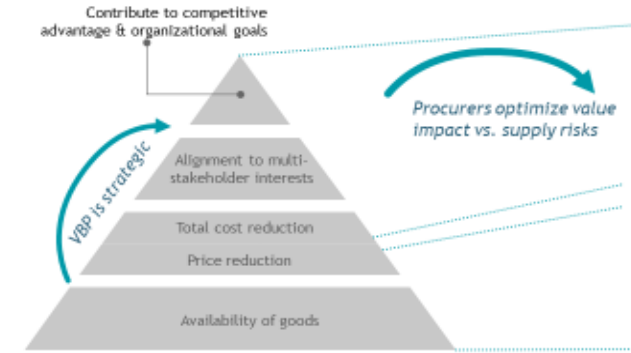 Contribute to competitive
advantage & organizational goals
Procurers optimize value
impact vs. supply risks
VBP is strategic
Alignment to multi-
stakeholder interests
Total cost reduction
Price reduction
Availability of goods